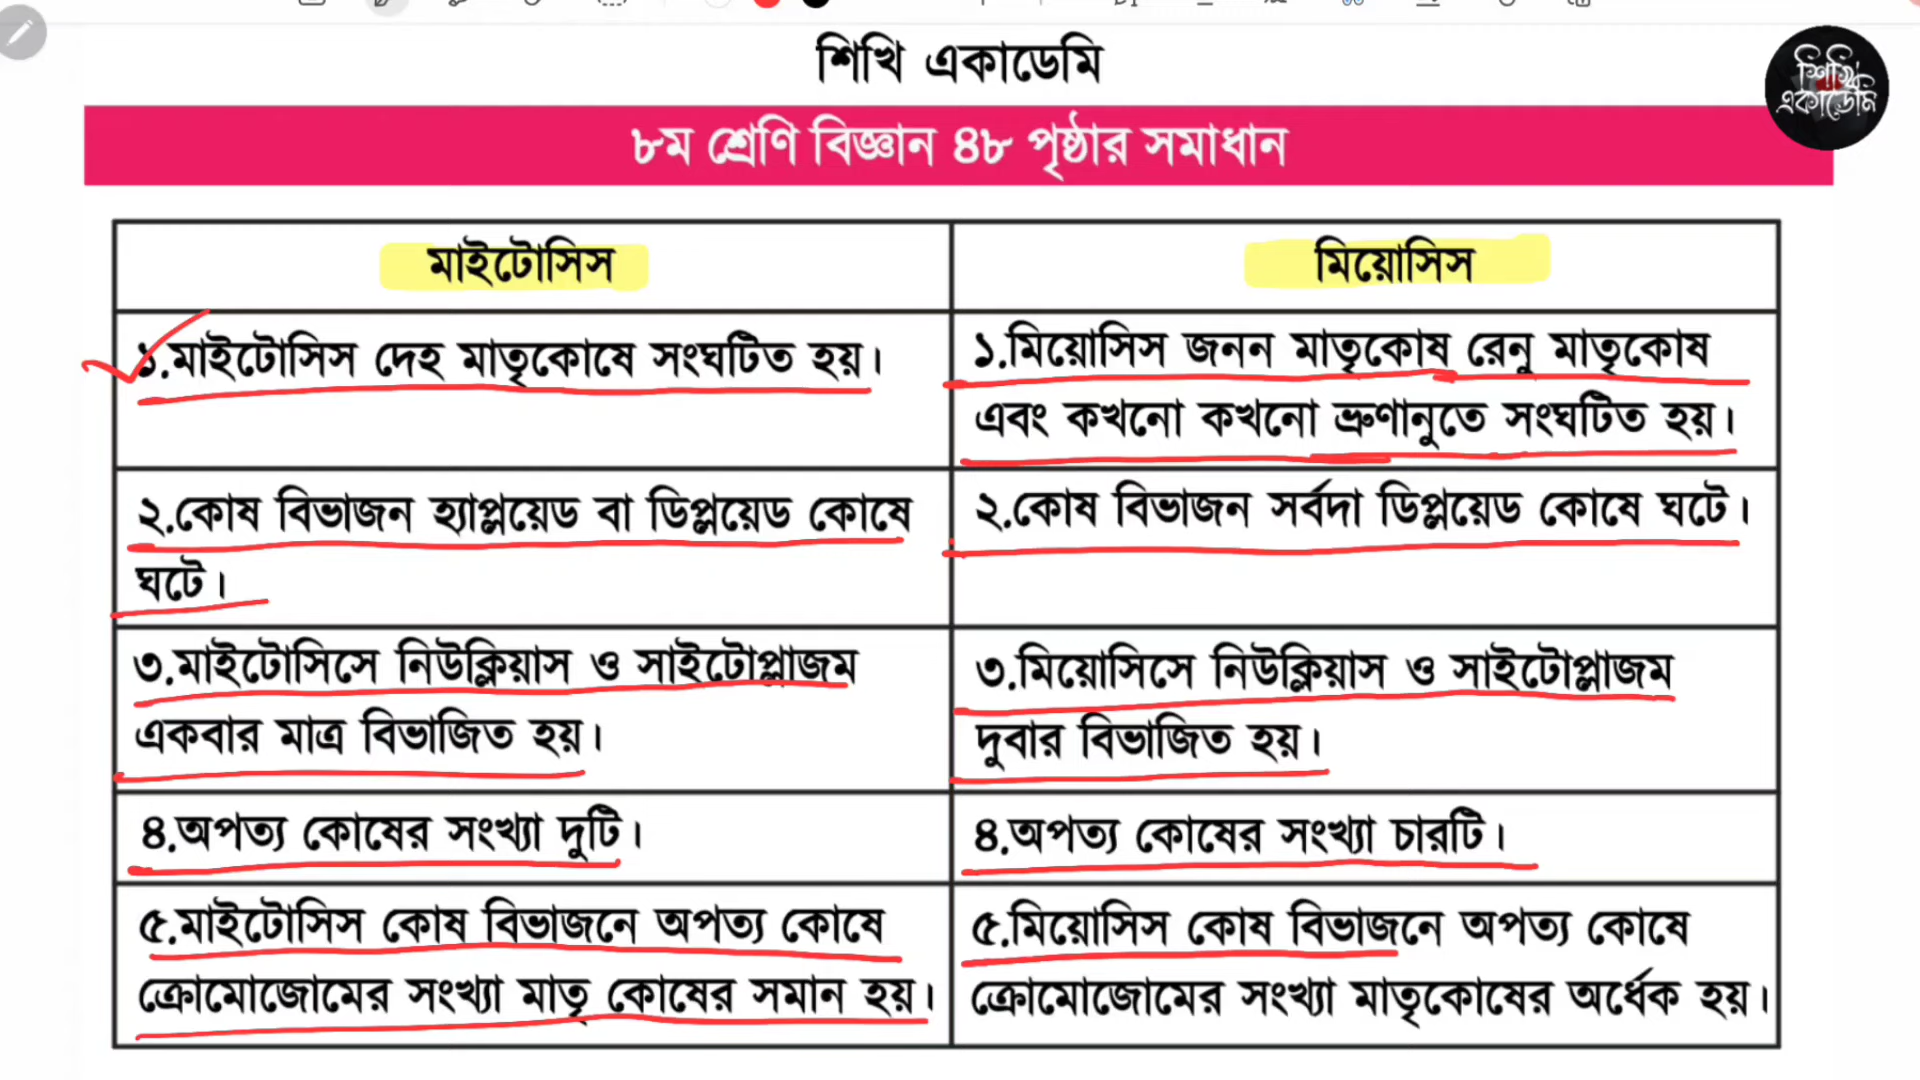 শিখি একাডেমি
শিখি
একাডেমি
৮ম শ্রেণি বিজ্ঞান ৪৮ পৃষ্ঠার সমাধান
মাইটোসিস
মিয়োসিস
১.মাইটোসিস দেহ মাতৃকোষে সংঘটিত হয়।
১.মিয়োসিস জনন মাতৃকোষ রেনু মাতৃকোষ
এবং কখনো কখনো ভ্রুণানুতে সংঘটিত হয়।
২.কোষ বিভাজন হ্যাপ্লয়েড বা ডিপ্লয়েড কোষে
ঘটে।
২.কোষ বিভাজন সর্বদা ডিপ্লয়েড কোষে ঘটে।
৩.মাইটোসিসে নিউক্লিয়াস ও সাইটোপ্লাজম
একবার মাত্র বিভাজিত হয়।
৩.মিয়োসিসে নিউক্লিয়াস ও সাইটোপ্লাজম
দুবার বিভাজিত হয়।
৪.অপত্য কোষের সংখ্যা দুটি।
৪.অপত্য কোষের সংখ্যা চারটি।
৫.মাইটোসিস কোষ বিভাজনে অপত্য কোষে
ক্রোমোজোমের সংখ্যা মাতৃ কোষের সমান হয়।
৫.মিয়োসিস কোষ বিভাজনে অপত্য কোষে
ক্রোমোজোমের সংখ্যা মাতৃকোষের অর্ধেক হয়।